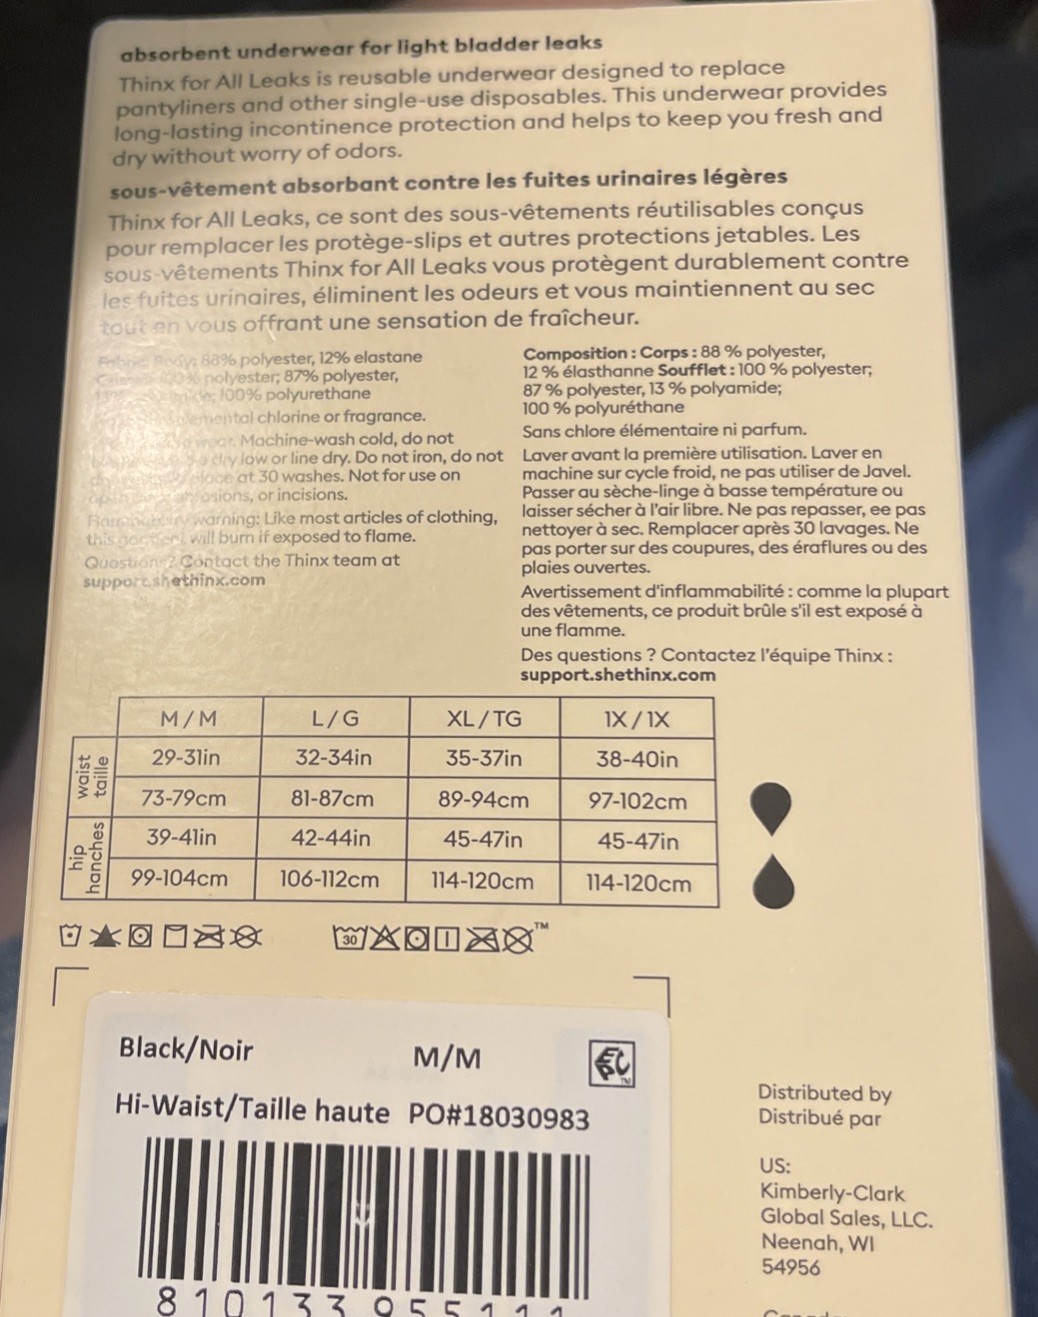 absorbent underwear for light bladder leaks
Thinx for All Leaks is reusable underwear designed to replace
pantyliners and other single-use disposables. This underwear provides
long-lasting incontinence protection and helps to keep you fresh and
dry without worry of odors.
sous-vêtement absorbant contre les fuites urinaires légères
Thinx for All Leaks, ce sont des sous-vêtements réutilisables conçus
pour remplacer les protège-slips et autres protections jetables. Les
sous-vêtements Thinx for All Leaks vous protègent durablement contre
les fuites urinaires, éliminent les odeurs et vous maintiennent au sec
tout en vous offrant une sensation de fraîcheur.
Body: 88% polyester, 12% elastane
polyester; 87% polyester,
100% polyurethane
chlorine or fragrance.
Machine-wash cold, do not
dry low or line dry. Do not iron, do not
at 30 washes. Not for use on
or incisions.
warning: Like most articles of clothing,
this garment will burn if exposed to flame.
Questions? Contact the Thinx team at
support.shethinx.com
Composition : Corps : 88 % polyester,
12 % élasthanne Soufflet : 100 % polyester;
87 % polyester, 13 % polyamide;
100 % polyuréthane
Sans chlore élémentaire ni parfum.
Laver avant la première utilisation. Laver en
machine sur cycle froid, ne pas utiliser de Javel.
Passer au sèche-linge à basse température ou
laisser sécher à l'air libre. Ne pas repasser, ee pas
nettoyer à sec. Remplacer après 30 lavages. Ne
pas porter sur des coupures, des éraflures ou des
plaies ouvertes.
Avertissement d'inflammabilité : comme la plupart
des vêtements, ce produit brûle s'il est exposé à
une flamme.
Des questions ? Contactez l'équipe Thinx :
support.shethinx.com
M/M L/G XL/TG 1X/1X
waist taille
29-31in 32-34in 35-37in 38-40in
73-79cm 81-87cm 89-94cm 97-102cm
hip hanches
39-41in 42-44in 45-47in 45-47in
99-104cm 106-112cm 114-120cm 114-120cm
30 TM
Black/Noir M/M
Hi-Waist/Taille haute PO#18030983
8 10133 95511
Distributed by
Distribué par
US:
Kimberly-Clark
Global Sales, LLC.
Neenah, WI
54956